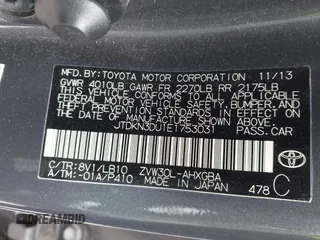 MFD.BY: TOYOTA MOTOR CORPORATION 11/13
GVWR 4010LB GAWR FR 2270LB RR 2175LB
THIS VEHICLE CONFORMS TO ALL APPLICABLE
FEDERAL MOTOR VEHICLE SAFETY, BUMPER, AND
THEFT PREVENTION STANDARDS IN EFFECT ON
THE DATE OF MANUFACTURE SHOWN ABOVE.
JTDKN3DU1E1753031
PASS. CAR
C/TR:8V1/LB10 ZVW30L-AHXGBA
A/TM:-01A/P410 MADE IN JAPAN 478 C
TOYOTA
DREAMBID.COM